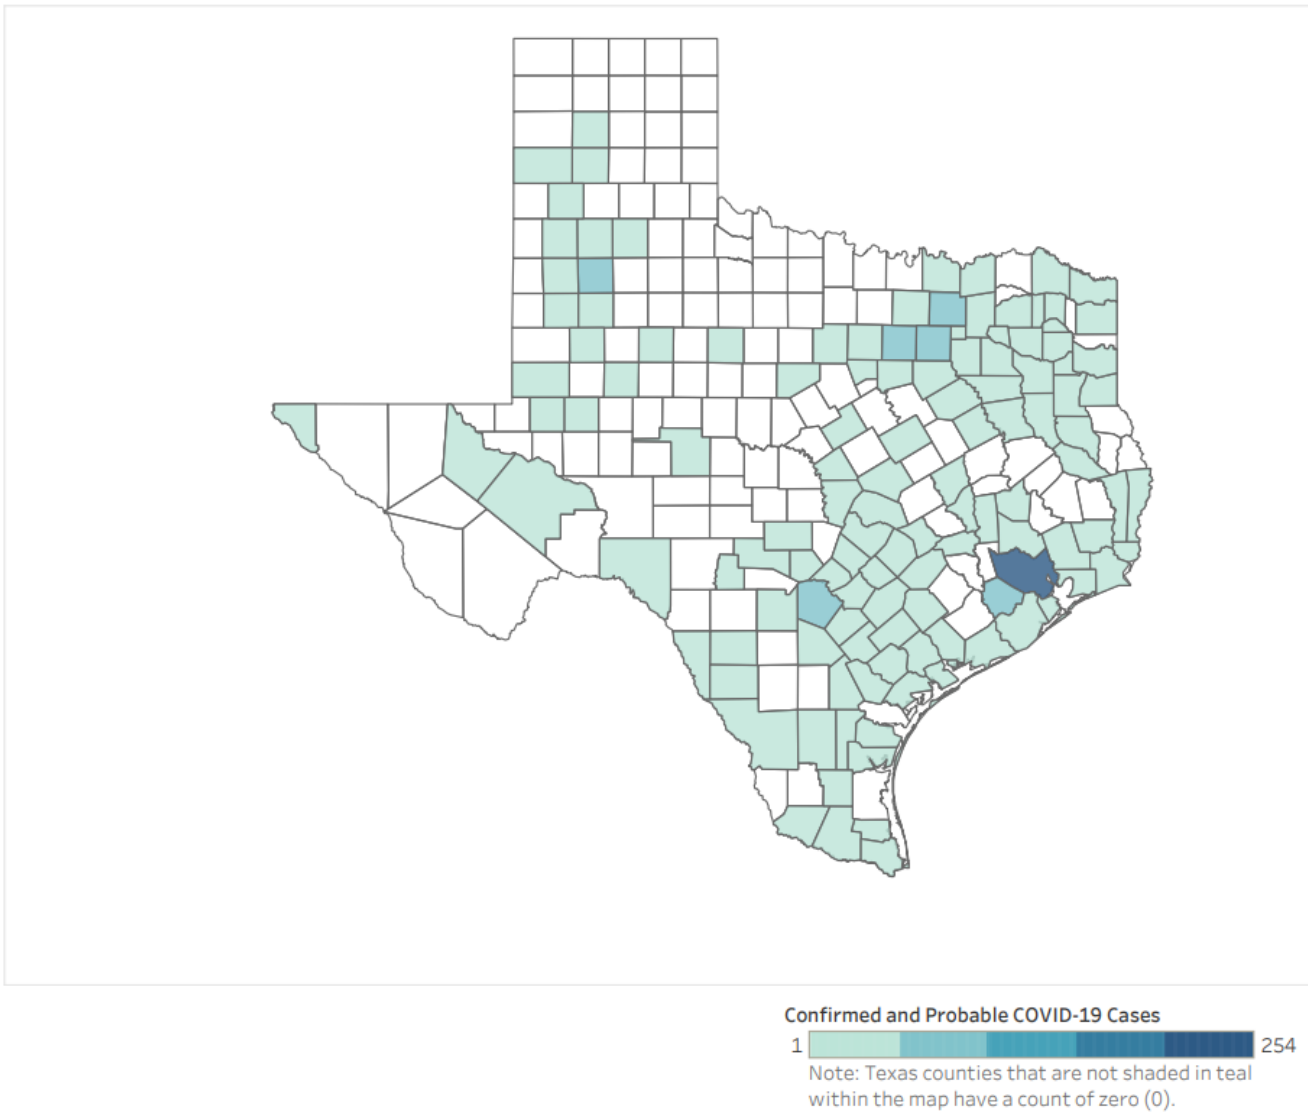 Confirmed and Probable COVID-19 Cases
1 254
Note: Texas counties that are not shaded in teal
within the map have a count of zero (0).